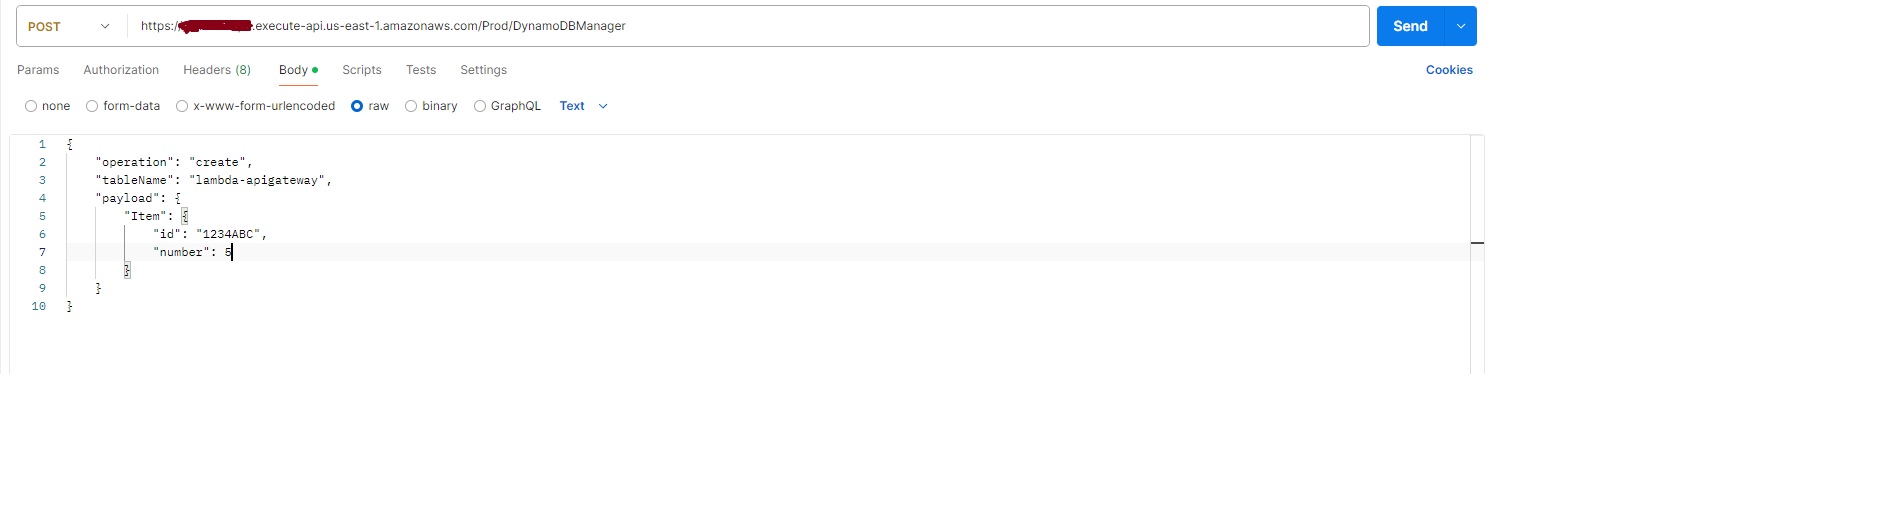 POST https:/ .execute-api.us-east-1.amazonaws.com/Prod/DynamoDBManager Send
Params Authorization Headers (8) Body Scripts Tests Settings Cookies
none form-data x-www-form-urlencoded raw binary GraphQL Text
1 {
2 "operation": "create",
3 "tableName": "lambda-apigateway",
4 "payload": {
5 "Item": {
6 "id": "1234ABC",
7 "number": 5
8 }
9 }
10 }